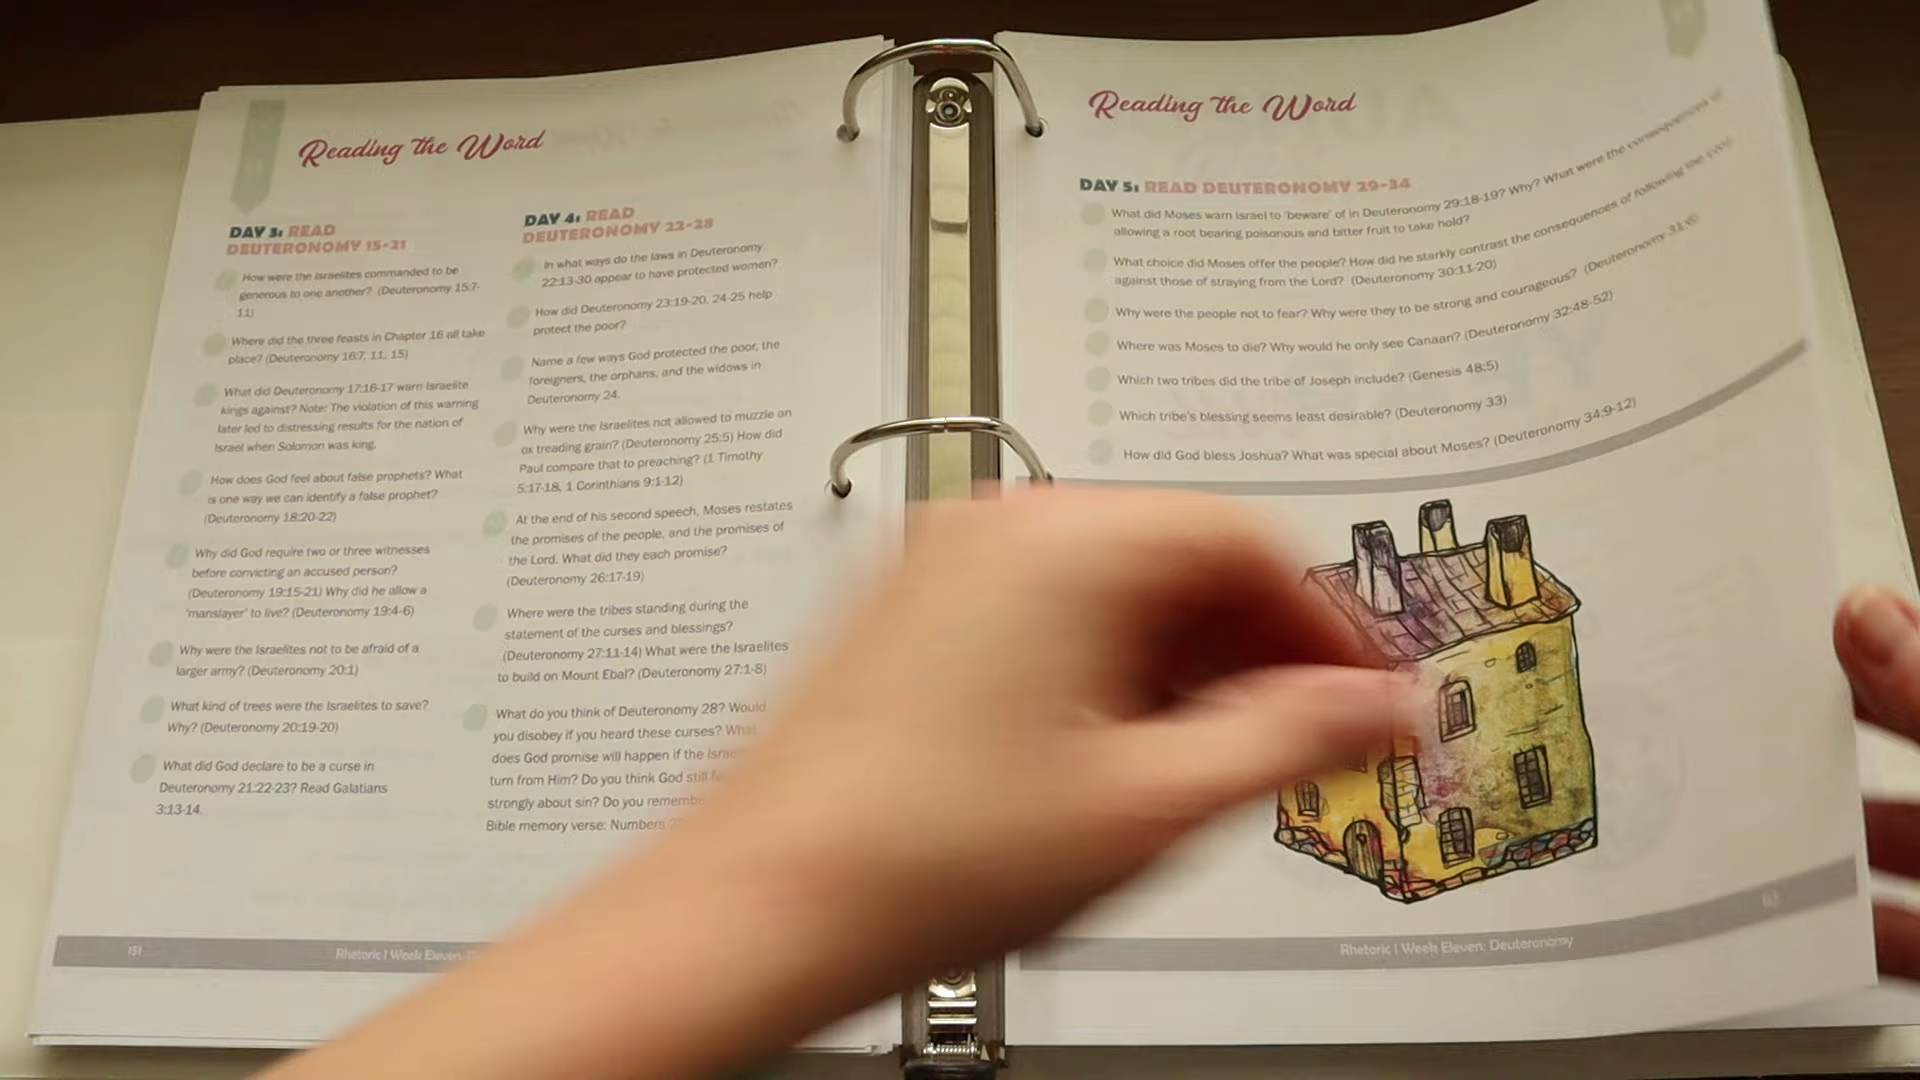 Reading the Word
DAY 3: READ
DEUTERONOMY 15-21
How were the Israelites commanded to be
generous to one another? (Deuteronomy 15:7-
11)
Where did the three feasts in Chapter 16 all take
place? (Deuteronomy 16:7, 11, 15)
What did Deuteronomy 17:16-17 warn Israelite
kings against? Note: The violation of this warning
later led to distressing results for the nation of
Israel when Solomon was king.
How does God feel about false prophets? What
is one way we can identify a false prophet?
(Deuteronomy 18:20-22)
Why did God require two or three witnesses
before convicting an accused person?
(Deuteronomy 19:15-21) Why did he allow a
'manslayer' to live? (Deuteronomy 19:4-6)
Why were the Israelites not to be afraid of a
larger army? (Deuteronomy 20:1)
What kind of trees were the Israelites to save?
Why? (Deuteronomy 20:19-20)
What did God declare to be a curse in
Deuteronomy 21:22-23? Read Galatians
3:13-14.
DAY 4: READ
DEUTERONOMY 22-28
In what ways do the laws in Deuteronomy
22:13-30 appear to have protected women?
How did Deuteronomy 23:19-20, 24-25 help
protect the poor?
Name a few ways God protected the poor, the
foreigners, the orphans, and the widows in
Deuteronomy 24.
Why were the Israelites not allowed to muzzle an
ox treading grain? (Deuteronomy 25:5) How did
Paul compare that to preaching? (1 Timothy
5:17-18, 1 Corinthians 9:1-12)
At the end of his second speech, Moses restates
the promises of the people, and the promises of
the Lord. What did they each promise?
(Deuteronomy 26:17-19)
Where were the tribes standing during the
statement of the curses and blessings?
(Deuteronomy 27:11-14) What were the Israelites
to build on Mount Ebal? (Deuteronomy 27:1-8)
What do you think of Deuteronomy 28? Would
you disobey if you heard these curses? What
does God promise will happen if the
turn from Him? Do you think God still
strongly about sin? Do you
Bible memory verse: Numbers
151
Rhetoric | Week Eleven:
Reading the Word
DAY 5: READ DEUTERONOMY 29-34
What did Moses warn Israel to 'beware' of in Deuteronomy 29:18-19? Why? What were the consequences of
allowing a root bearing poisonous and bitter fruit to take hold?
What choice did Moses offer the people? How did he starkly contrast the consequences of following the Lord
against those of straying from the Lord? (Deuteronomy 30:11-20)
Why were the people not to fear? Why were they to be strong and courageous? (Deuteronomy 31:6)
Where was Moses to die? Why would he only see Canaan? (Deuteronomy 32:48-52)
Which two tribes did the tribe of Joseph include? (Genesis 48:5)
Which tribe's blessing seems least desirable? (Deuteronomy 33)
How did God bless Joshua? What was special about Moses? (Deuteronomy 34:9-12)
Rhetoric | Week Eleven: Deuteronomy